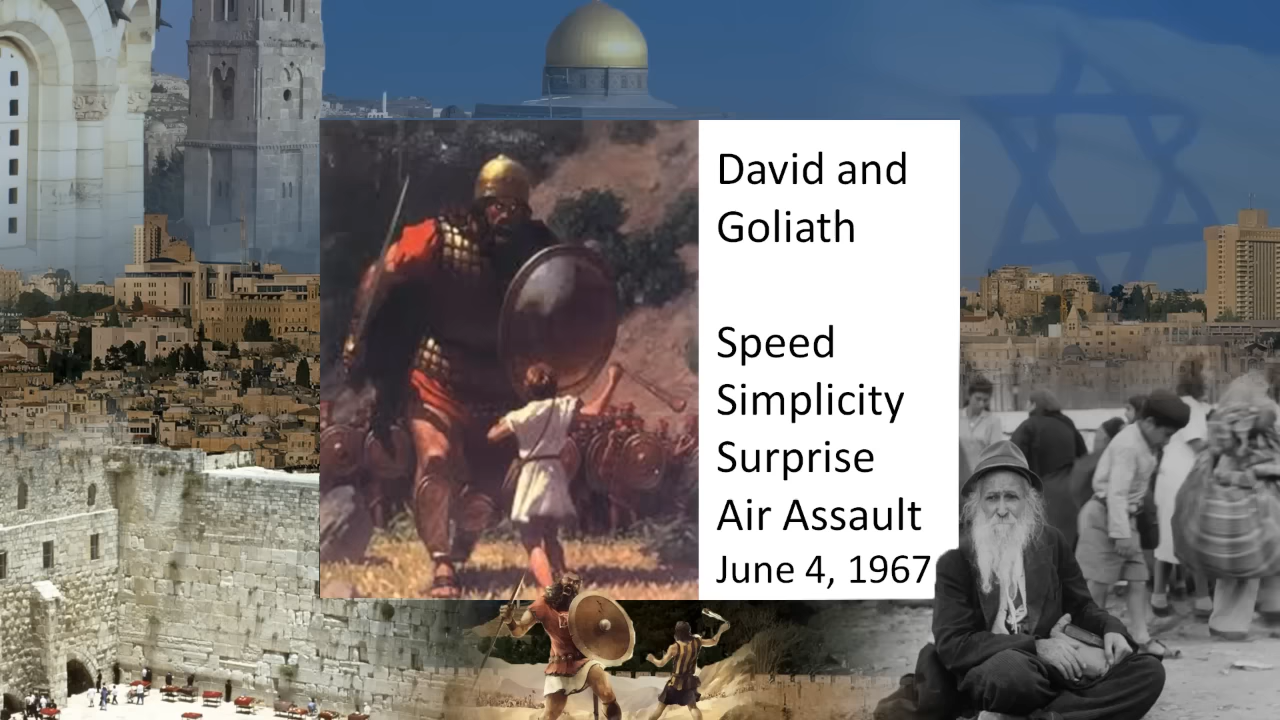 David and
Goliath
Speed
Simplicity
Surprise
Air Assault
June 4, 1967